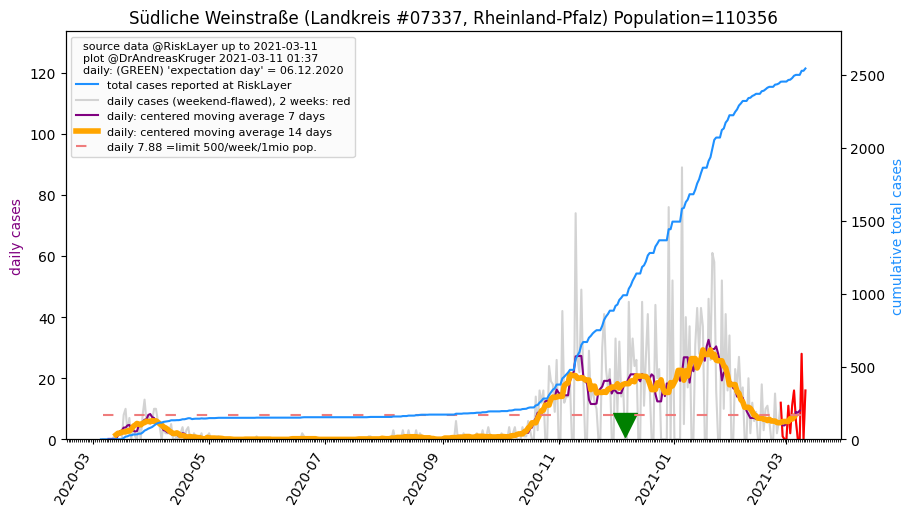 Südliche Weinstraße (Landkreis #07337, Rheinland-Pfalz) Population=110356
source data @RiskLayer up to 2021-03-11
plot @DrAndreasKruger 2021-03-11 01:37
daily: (GREEN) 'expectation day' = 06.12.2020
total cases reported at RiskLayer
daily cases (weekend-flawed), 2 weeks: red
daily: centered moving average 7 days
daily: centered moving average 14 days
daily 7.88 =limit 500/week/1mio pop.
daily cases
120
100
80
60
40
20
0
cumulative total cases
2500
2000
1500
1000
500
0
2020-03
2020-05
2020-07
2020-09
2020-11
2021-01
2021-03